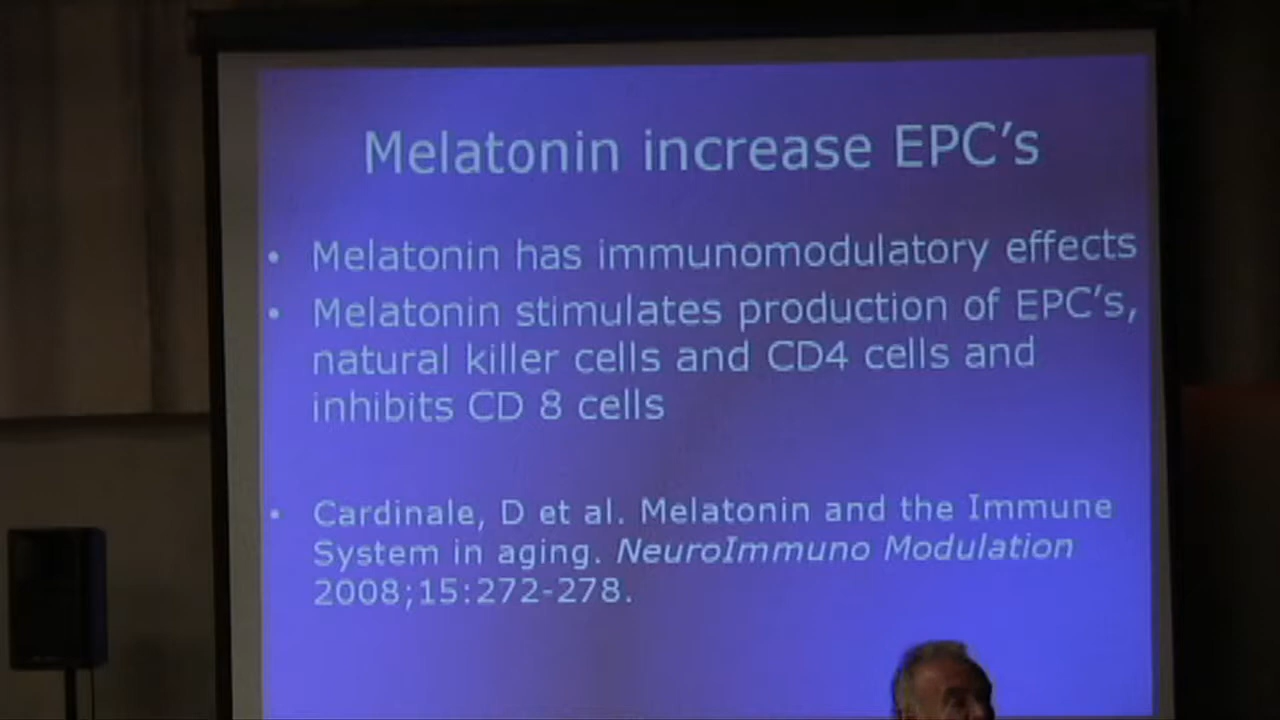 Melatonin increase EPC's
• Melatonin has immunomodulatory effects
• Melatonin stimulates production of EPC's,
natural killer cells and CD4 cells and
inhibits CD 8 cells
• Cardinale, D et al. Melatonin and the Immune
System in aging. NeuroImmuno Modulation
2008;15:272-278.